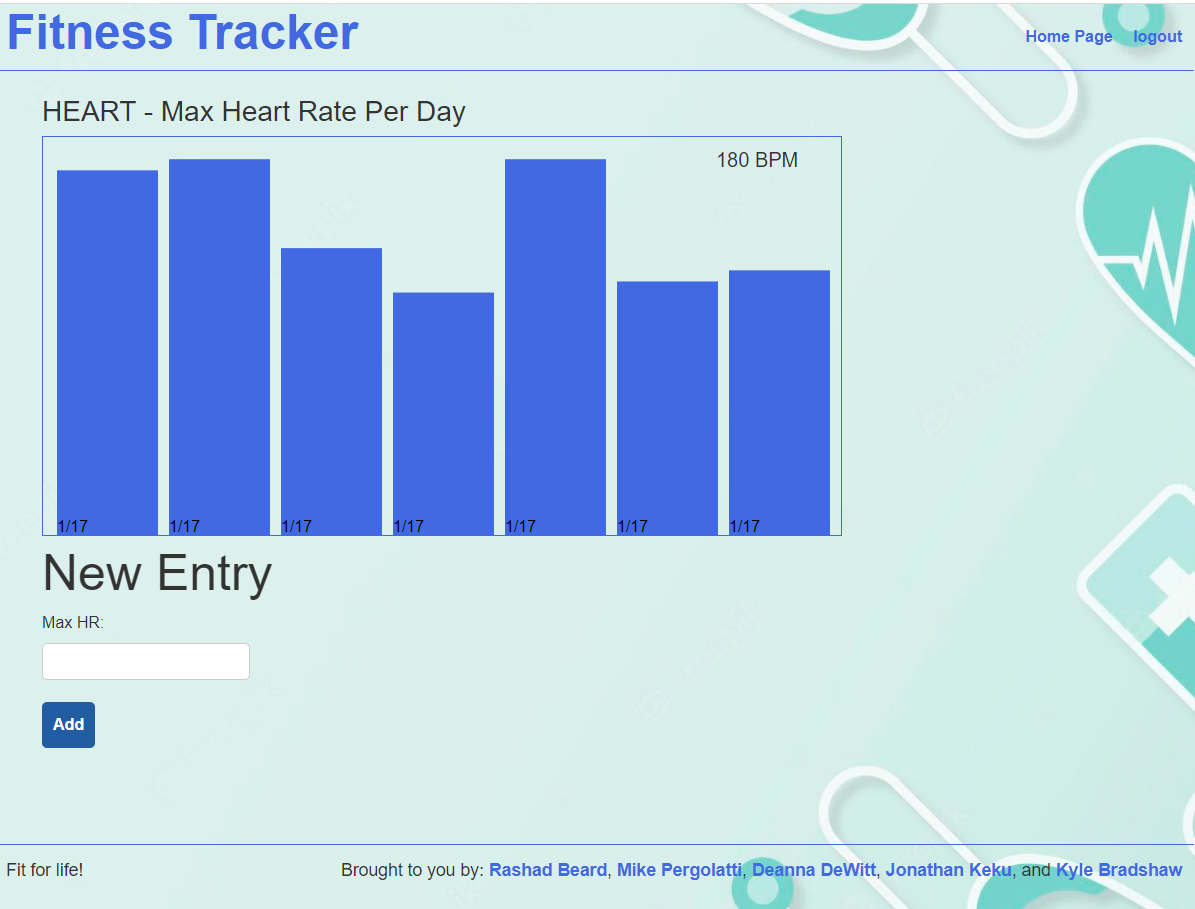 Fitness Tracker
Home Page logout
HEART - Max Heart Rate Per Day
180 BPM
1/17 1/17 1/17 1/17 1/17 1/17 1/17
New Entry
Max HR:
Add
Fit for life! Brought to you by: Rashad Beard, Mike Pergolatti, Deanna DeWitt, Jonathan Keku, and Kyle Bradshaw